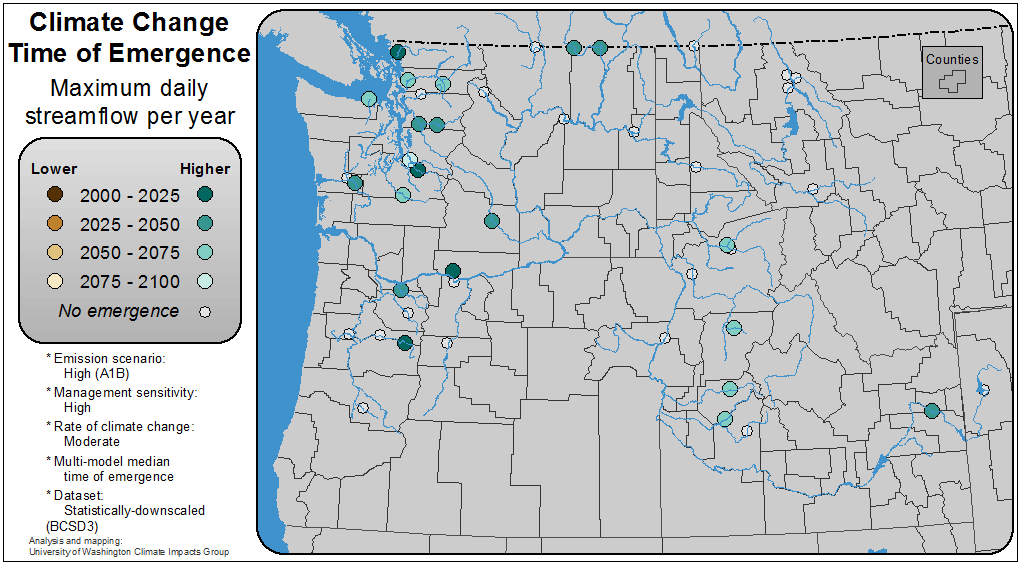 Climate Change
Time of Emergence
Maximum daily
streamflow per year
Lower Higher
2000 - 2025
2025 - 2050
2050 - 2075
2075 - 2100
No emergence
* Emission scenario:
High (A1B)
* Management sensitivity:
High
* Rate of climate change:
Moderate
* Multi-model median
time of emergence
* Dataset:
Statistically-downscaled
(BCSD3)
Analysis and mapping:
University of Washington Climate Impacts Group
Counties